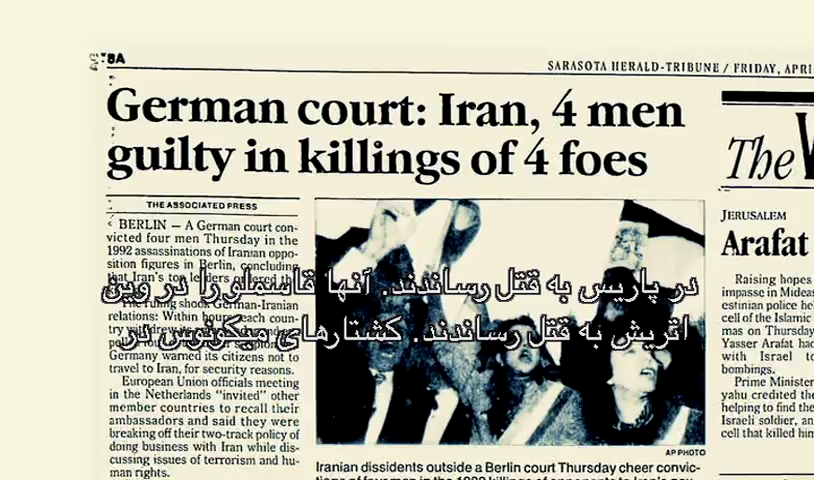 8A
SARASOTA HERALD-TRIBUNE / FRIDAY, APRI
German court: Iran, 4 men
guilty in killings of 4 foes
THE ASSOCIATED PRESS
BERLIN — A German court con-
victed four men Thursday in the
1992 assassinations of Iranian oppo-
sition figures in Berlin, concluding
that Iran's top leaders ordered
relations: Within hours, each
Germany warned its citizens not to
travel to Iran, for security reasons.
European Union officials meeting
in the Netherlands "invited" other
member countries to recall their
ambassadors and said they were
breaking off their two-track policy of
doing business with Iran while dis-
cussing issues of terrorism and hu-
man rights.
در پاریس به قتل رساندند. آنها قاسملو را در وین
اتریش به قتل رساندند. کشتارهای میکونوس در
AP PHOTO
Iranian dissidents outside a Berlin court Thursday cheer convic-
The
JERUSALEM
Arafat
Raising hopes
impasse in Mideas
estinian police be
cell of the Islamic
mas on Thursday
Yasser Arafat had
with Israel to
bombings.
Prime Minister
yahu credited the
helping to find the
Israeli soldier, an
cell that killed him